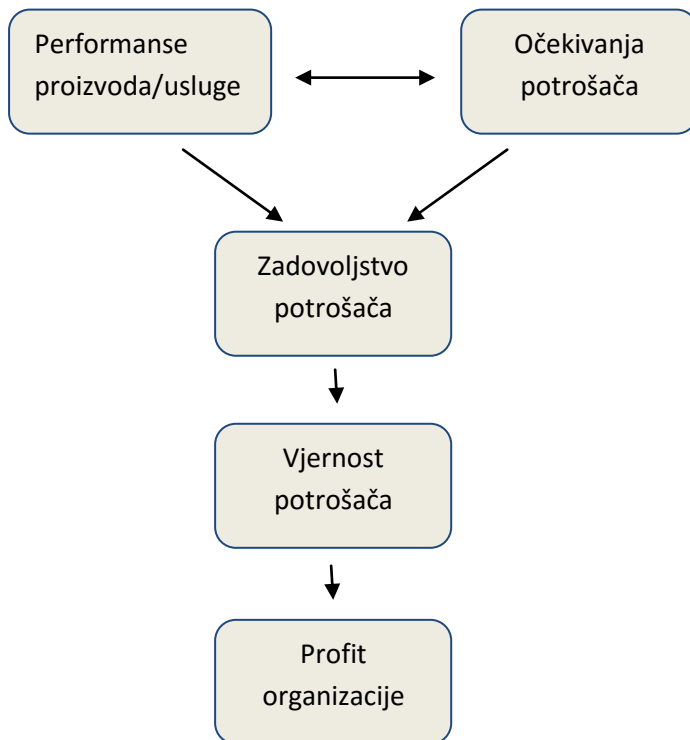 Performanse
proizvoda/usluge
Očekivanja
potrošača
Zadovoljstvo
potrošača
Vjernost
potrošača
Profit
organizacije